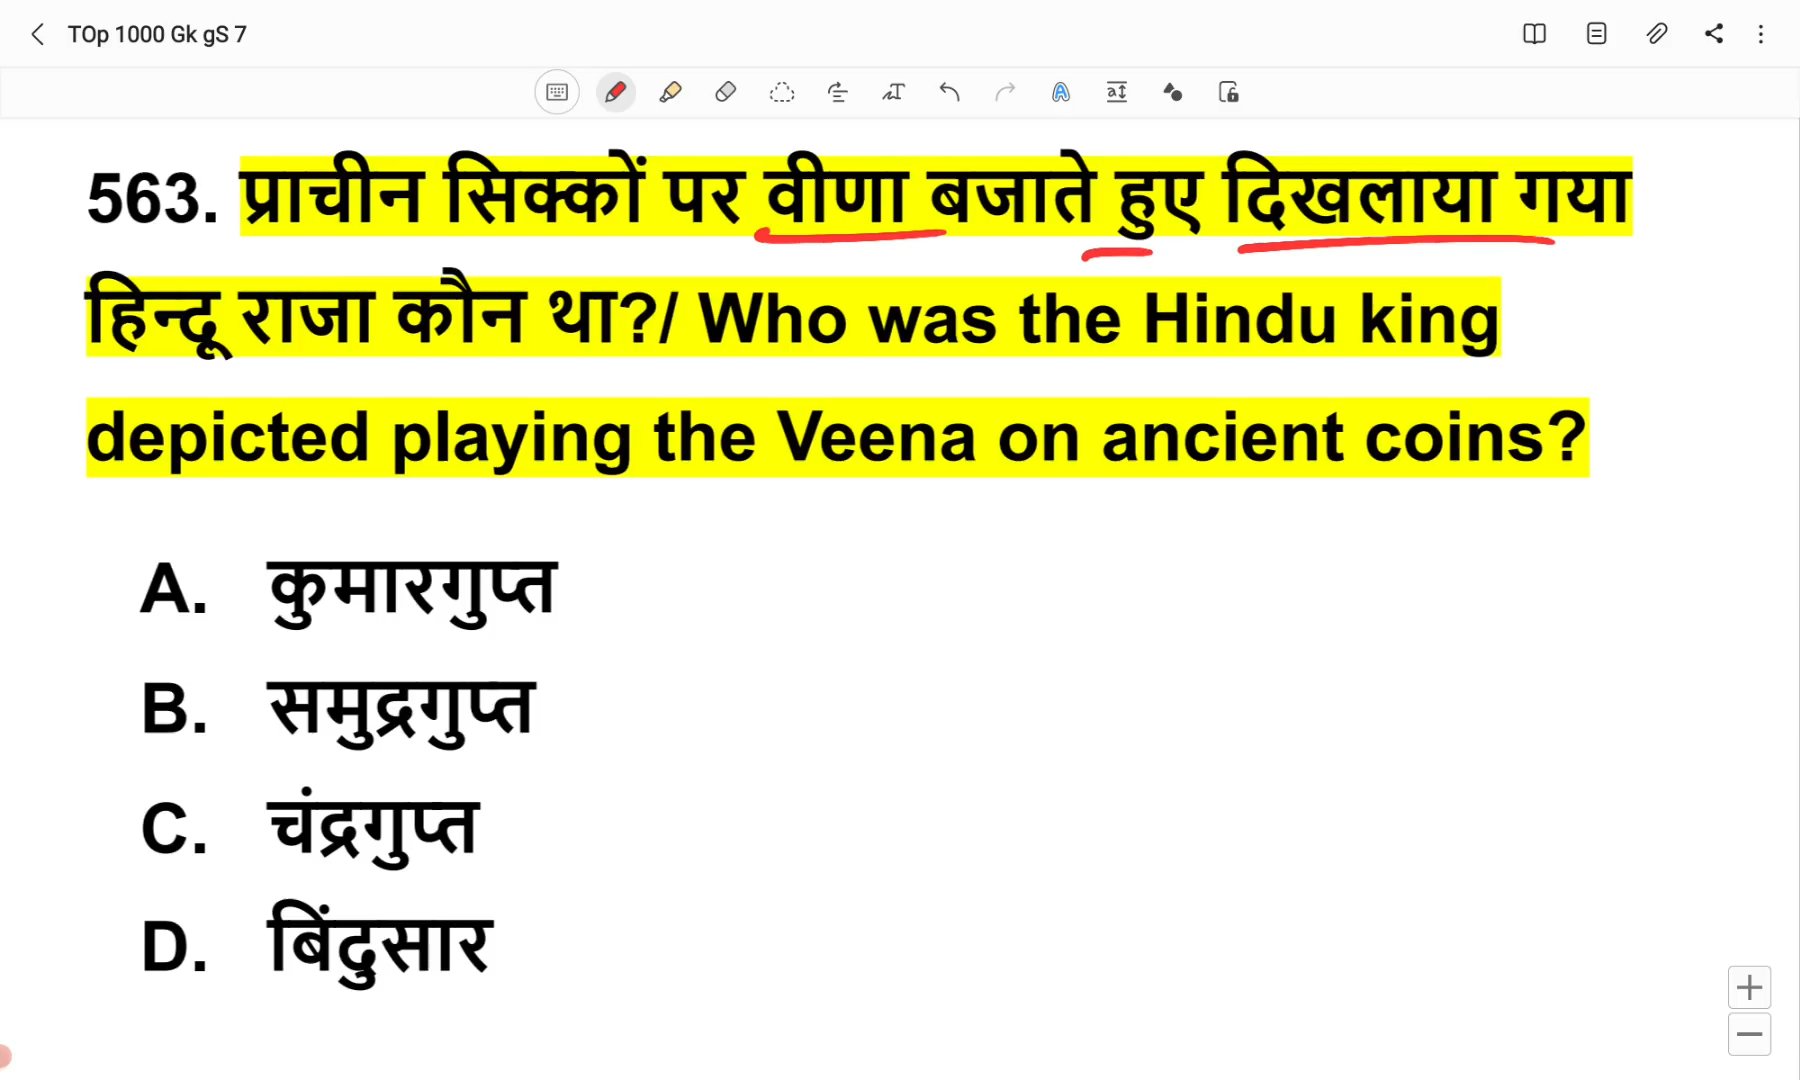 TOp 1000 Gk gS 7
563. प्राचीन सिक्कों पर वीणा बजाते हुए दिखलाया गया
हिन्दू राजा कौन था?/ Who was the Hindu king
depicted playing the Veena on ancient coins?
A. कुमारगुप्त
B. समुद्रगुप्त
C. चंद्रगुप्त
D. बिंदुसार